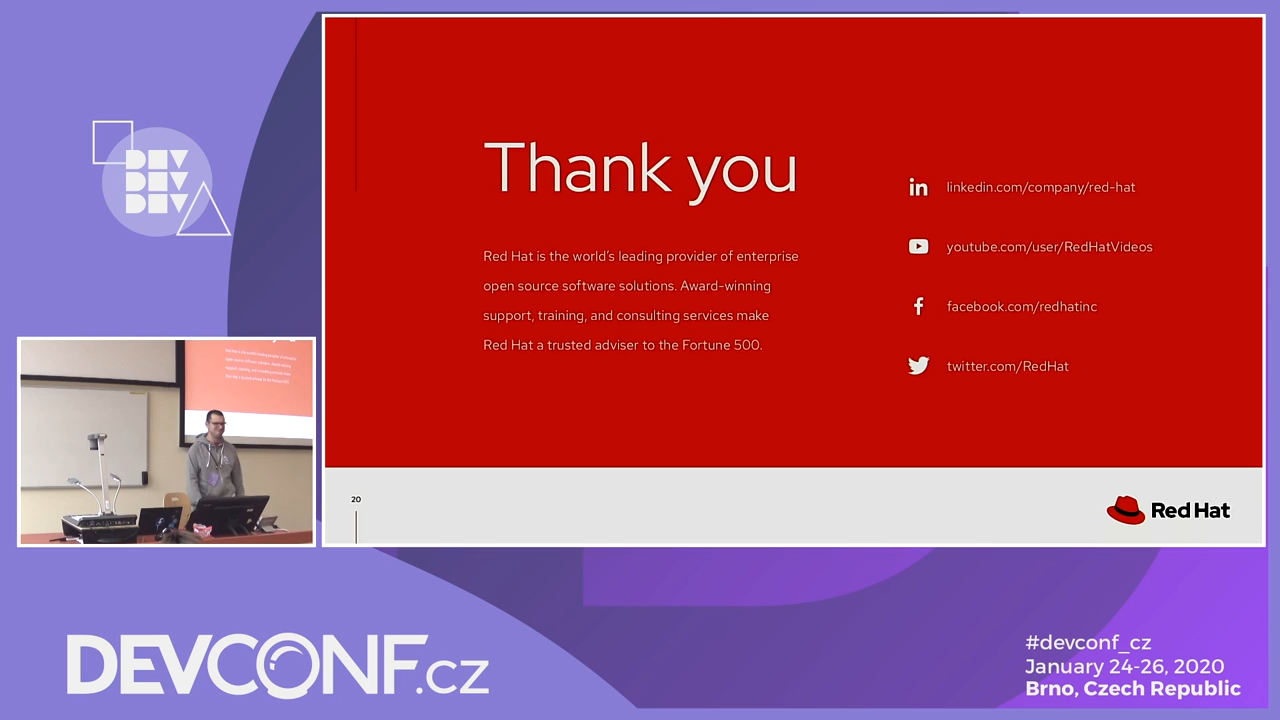 DEV
DEV
DEV
Thank you
Red Hat is the world's leading provider of enterprise
open source software solutions. Award-winning
support, training, and consulting services make
Red Hat a trusted adviser to the Fortune 500.
linkedin.com/company/red-hat
youtube.com/user/RedHatVideos
facebook.com/redhatinc
twitter.com/RedHat
20
Red Hat
DEVCONF.cz
#devconf_cz
January 24-26, 2020
Brno, Czech Republic